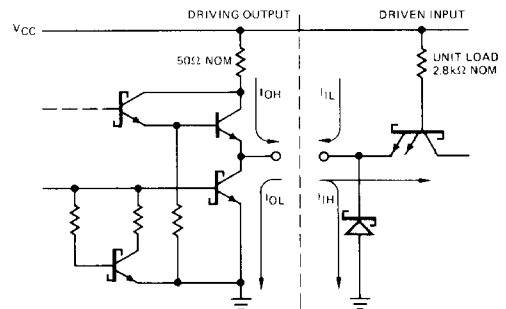 DRIVING OUTPUT
DRIVEN INPUT
VCC
50Ω NOM
UNIT LOAD
2.8kΩ NOM
IOH
IIL
IOL
IIH